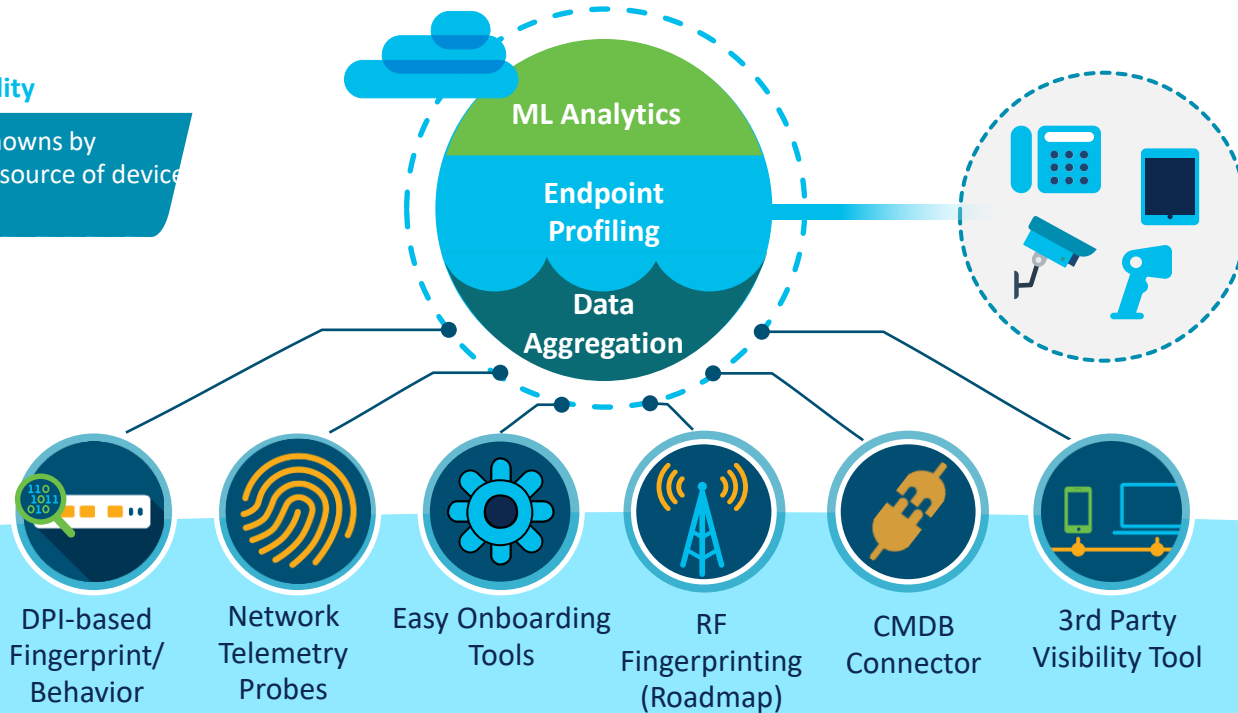 lity
nowns by
source of device
ML Analytics
Endpoint
Profiling
Data
Aggregation
110
1011
010
DPI-based
Fingerprint/
Behavior
Network
Telemetry
Probes
Easy Onboarding
Tools
RF
Fingerprinting
(Roadmap)
CMDB
Connector
3rd Party
Visibility Tool